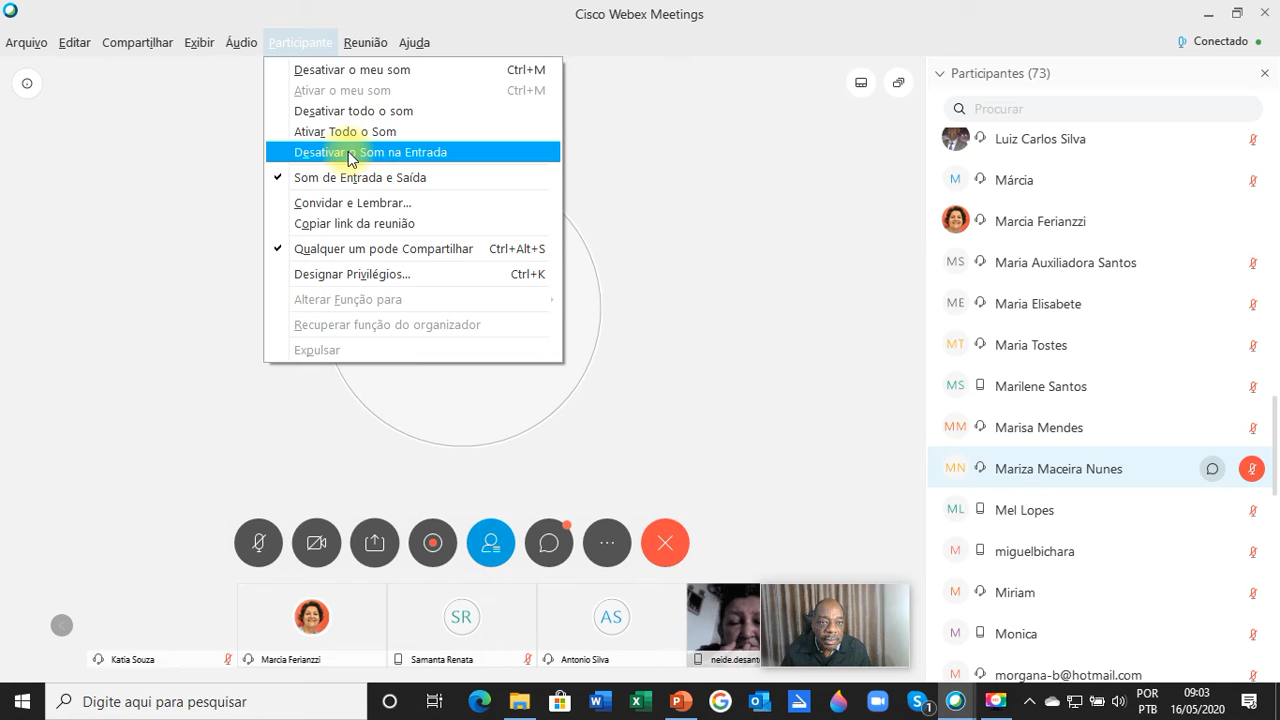 Cisco Webex Meetings
Arquivo Editar Compartilhar Exibir Áudio Participante Reunião Ajuda
Conectado
Desativar o meu som Ctrl+M
Ativar o meu som Ctrl+M
Desativar todo o som
Ativar Todo o Som
Desativar o Som na Entrada
Som de Entrada e Saída
Convidar e Lembrar...
Copiar link da reunião
Qualquer um pode Compartilhar Ctrl+Alt+S
Designar Privilégios... Ctrl+K
Alterar Função para
Recuperar função do organizador
Expulsar
Participantes (73)
Procurar
Luiz Carlos Silva
M Márcia
Marcia Ferianzzi
MS Maria Auxiliadora Santos
ME Maria Elisabete
MT Maria Tostes
MS Marilene Santos
MM Marisa Mendes
MN Mariza Maceira Nunes
ML Mel Lopes
M miguelbichara
M Miriam
M Monica
M morgana-b@hotmail.com
SR
AS
Katia Souza
Marcia Ferianzzi
Samanta Renata
Antonio Silva
neide.desant
Digite aqui para pesquisar
1
POR
PTB
09:03
16/05/2020